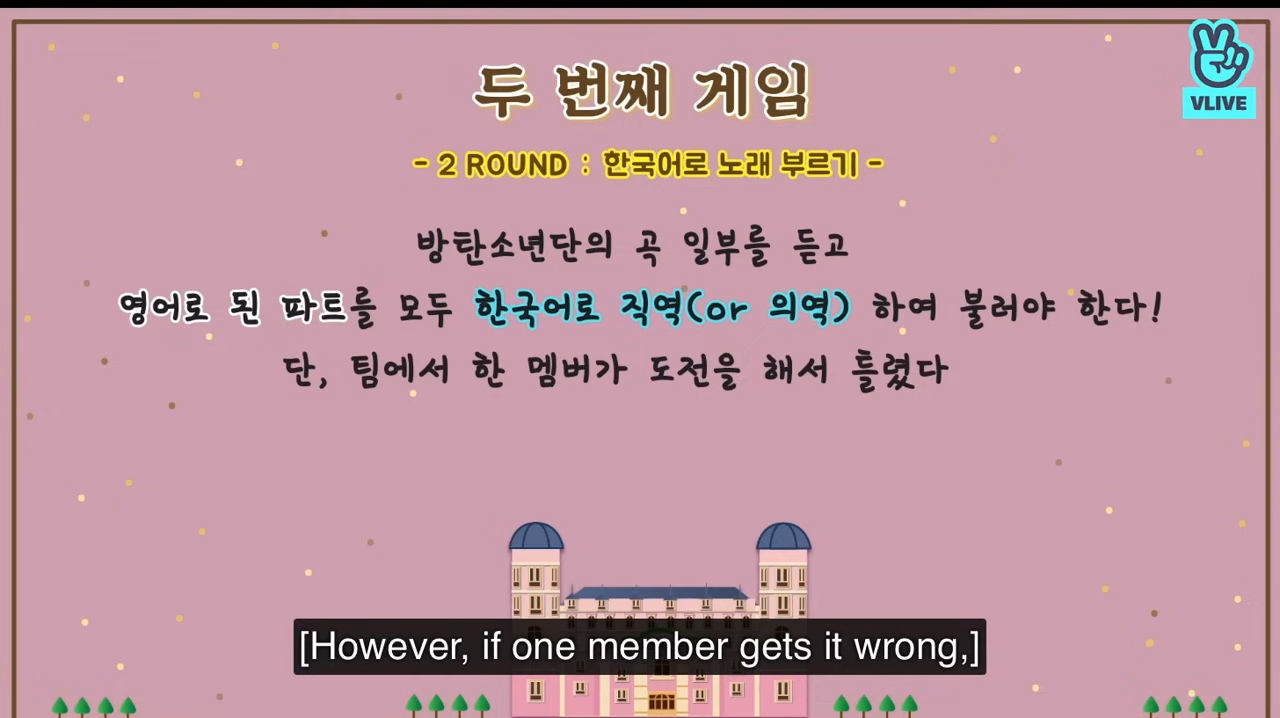 두 번째 게임
VLIVE
- 2 ROUND : 한국어로 노래 부르기 -
방탄소년단의 곡 일부를 듣고
영어로 된 파트를 모두 한국어로 직역(or 의역) 하여 불러야 한다!
단, 팀에서 한 멤버가 도전을 해서 틀렸다
[However, if one member gets it wrong,]